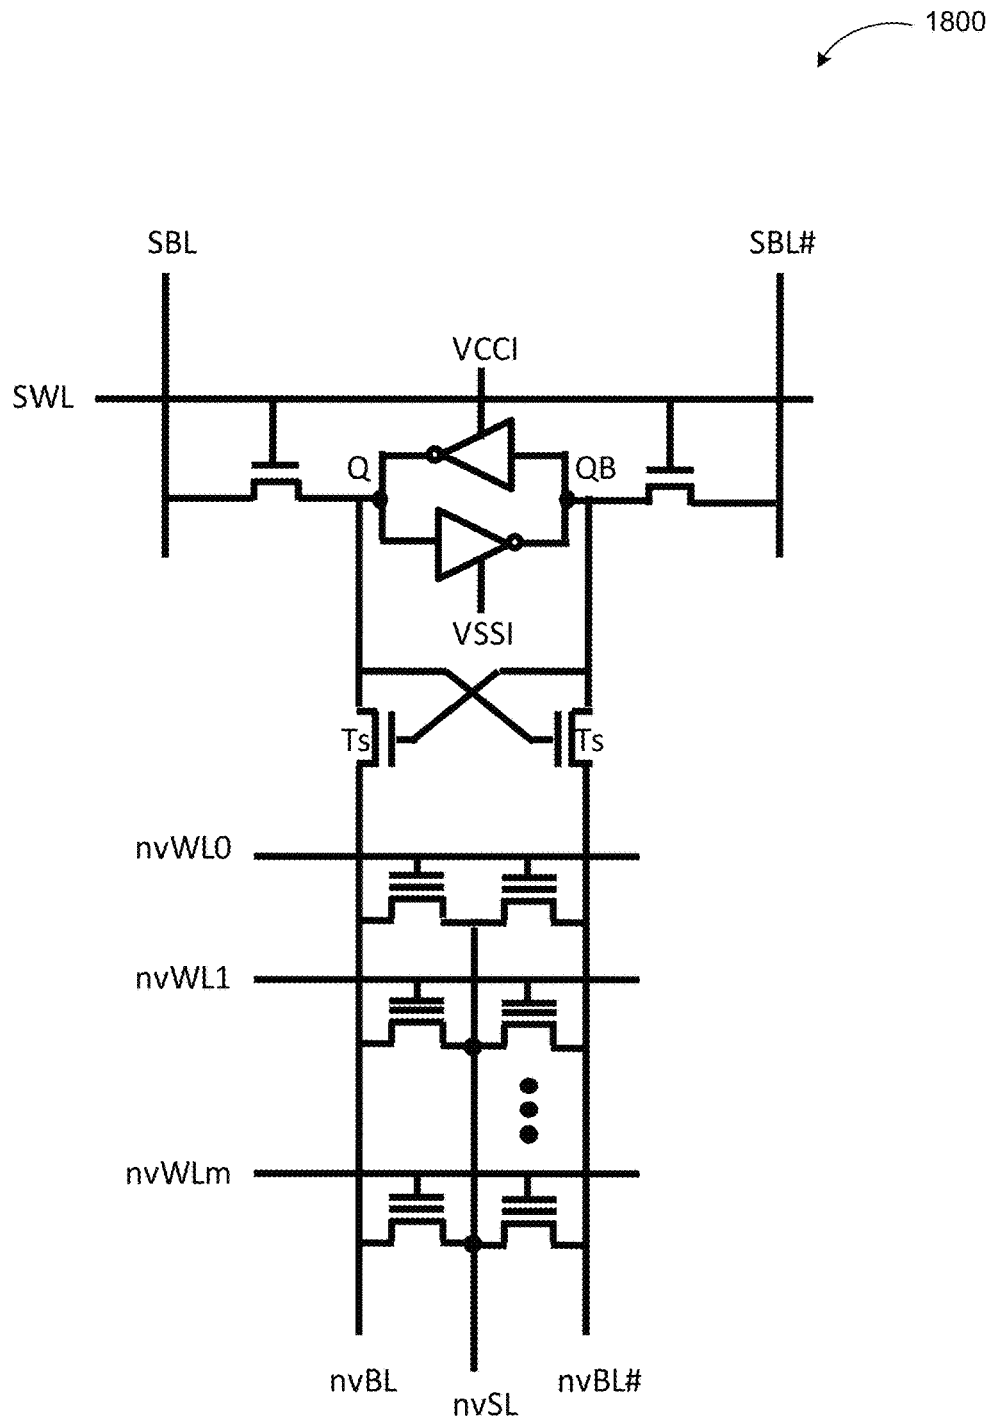 1800
SBL
SBL#
VCCI
SWL
Q
QB
VSSI
Ts
Ts
nvWL0
nvWL1
nvWLm
nvBL
nvBL#
nvSL